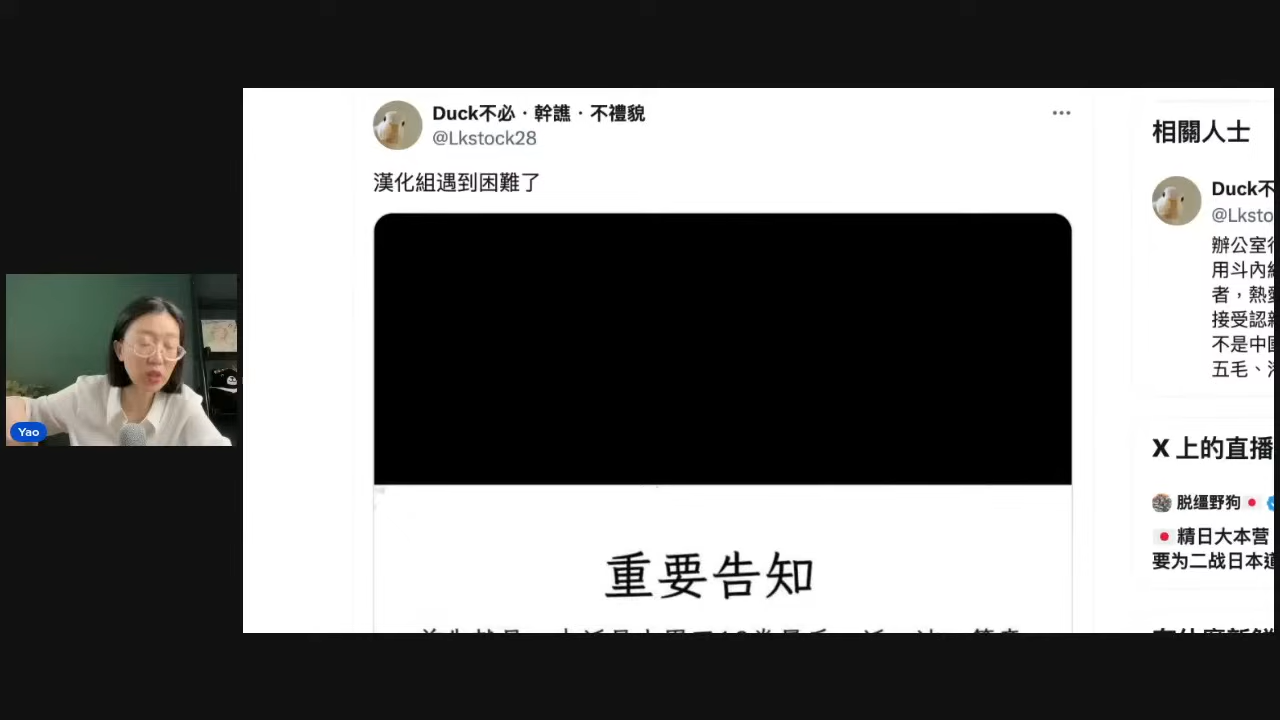 Duck不必 · 幹譙 · 不禮貌
@Lkstock28
漢化組遇到困難了
重要告知
相關人士
Duck不
@Lksto
辦公室
用斗內
者，熱
接受認
不是中國
五毛、
X 上的直播
脱缰野狗
精日大本营
要为二战日本
Yao